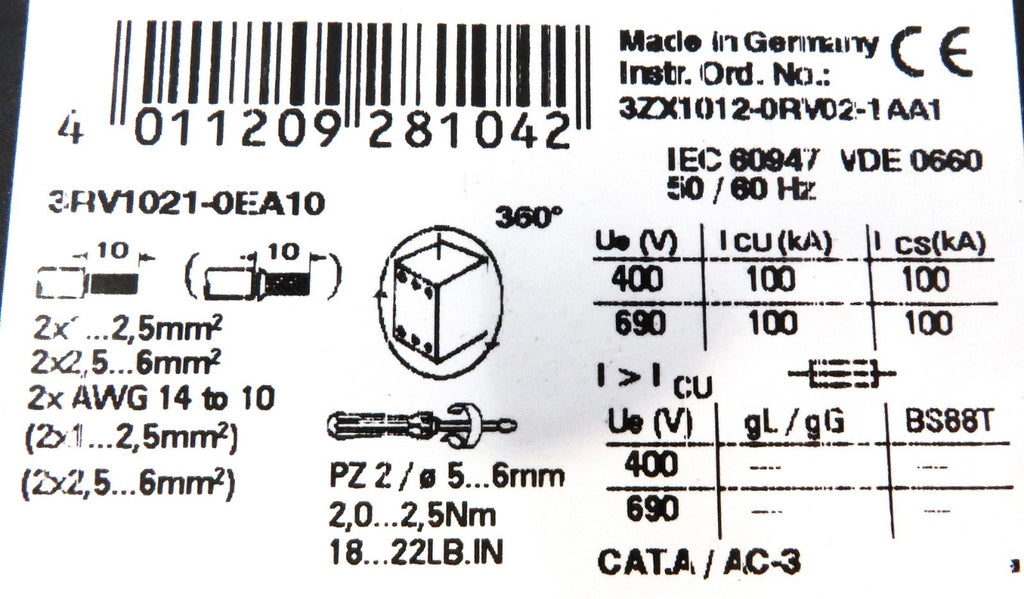 4 011209 281042
Made in Germany CE
Instr. Ord. No.:
3ZX1012-0RV02-1AA1
IEC 60947 VDE 0660
50 / 60 Hz
3RV1021-0EA10
10 ( 10 )
2x1...2,5mm²
2x2,5...6mm²
2x AWG 14 to 10
(2x1...2,5mm²)
(2x2,5...6mm²)
360°
PZ 2 / ø 5...6mm
2,0...2,5Nm
18...22LB.IN
Ue (V) I CU (kA) I CS(kA)
400 100 100
690 100 100
I > I CU
Ue (V) gL / gG BS88T
400 ---- ----
690 ---- ----
CAT.A / AC-3